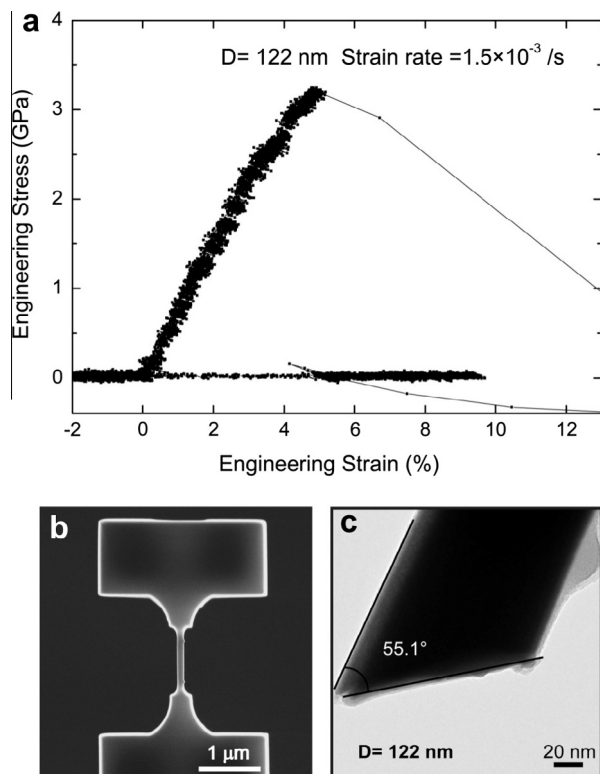 a
D= 122 nm Strain rate =1.5×10⁻³ /s
4
3
2
1
0
Engineering Stress (GPa)
-2 0 2 4 6 8 10 12
Engineering Strain (%)
b
1 μm
c
55.1°
D= 122 nm
20 nm